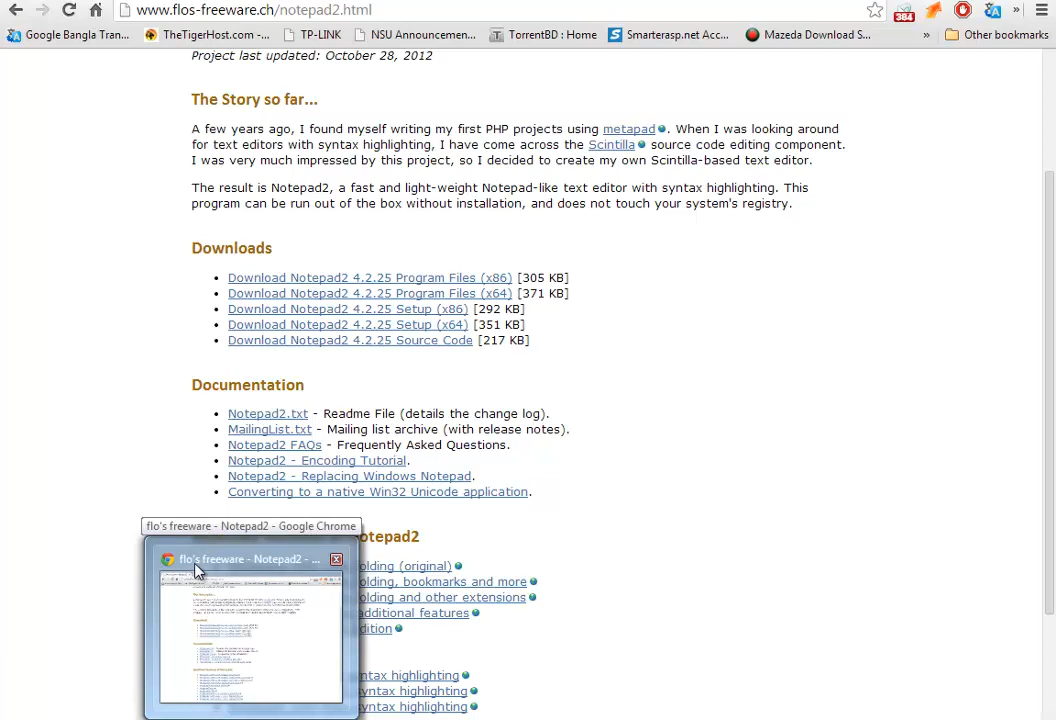 www.flos-freeware.ch/notepad2.html
384
Google Bangla Tran...
TheTigerHost.com -...
TP-LINK
NSU Announcemen...
TorrentBD : Home
Smarterasp.net Acc...
Mazeda Download S...
»
Other bookmarks
Project last updated: October 28, 2012
The Story so far...
A few years ago, I found myself writing my first PHP projects using metapad. When I was looking around
for text editors with syntax highlighting, I have come across the Scintilla source code editing component.
I was very much impressed by this project, so I decided to create my own Scintilla-based text editor.
The result is Notepad2, a fast and light-weight Notepad-like text editor with syntax highlighting. This
program can be run out of the box without installation, and does not touch your system's registry.
Downloads
Download Notepad2 4.2.25 Program Files (x86) [305 KB]
Download Notepad2 4.2.25 Program Files (x64) [371 KB]
Download Notepad2 4.2.25 Setup (x86) [292 KB]
Download Notepad2 4.2.25 Setup (x64) [351 KB]
Download Notepad2 4.2.25 Source Code [217 KB]
Documentation
Notepad2.txt - Readme File (details the change log).
MailingList.txt - Mailing list archive (with release notes).
Notepad2 FAQs - Frequently Asked Questions.
Notepad2 - Encoding Tutorial.
Notepad2 - Replacing Windows Notepad.
Converting to a native Win32 Unicode application.
flo's freeware - Notepad2 - Google Chrome
otepad2
flo's freeware - Notepad2 - ...
olding (original)
olding, bookmarks and more
olding and other extensions
additional features
dition
ntax highlighting
yntax highlighting
yntax highlighting